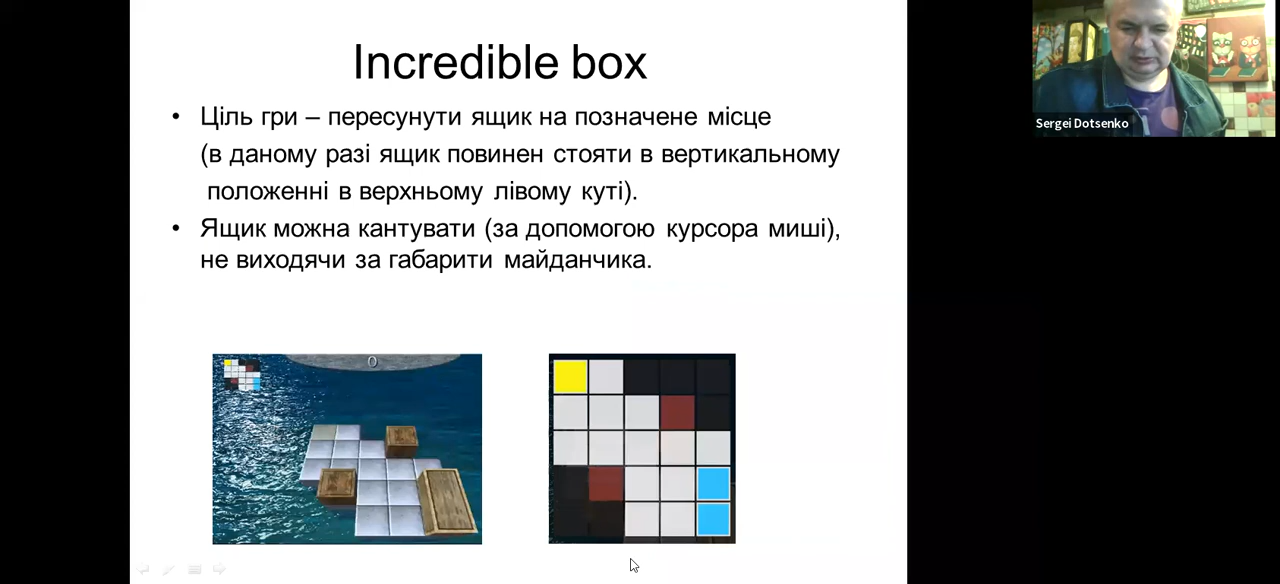 Incredible box
• Ціль гри – пересунути ящик на позначене місце
(в даному разі ящик повинен стояти в вертикальному
положенні в верхньому лівому куті).
• Ящик можна кантувати (за допомогою курсора миші),
не виходячи за габарити майданчика.
0
Sergei Dotsenko